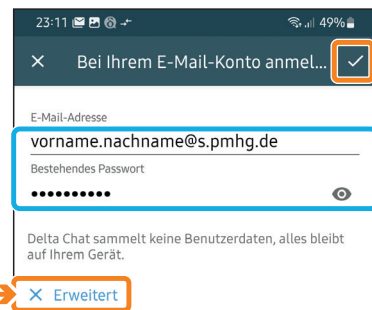 23:11 49%
Bei Ihrem E-Mail-Konto anmel...
E-Mail-Adresse
vorname.nachname@s.pmhg.de
Bestehendes Passwort
••••••••••
Delta Chat sammelt keine Benutzerdaten, alles bleibt
auf Ihrem Gerät.
Erweitert